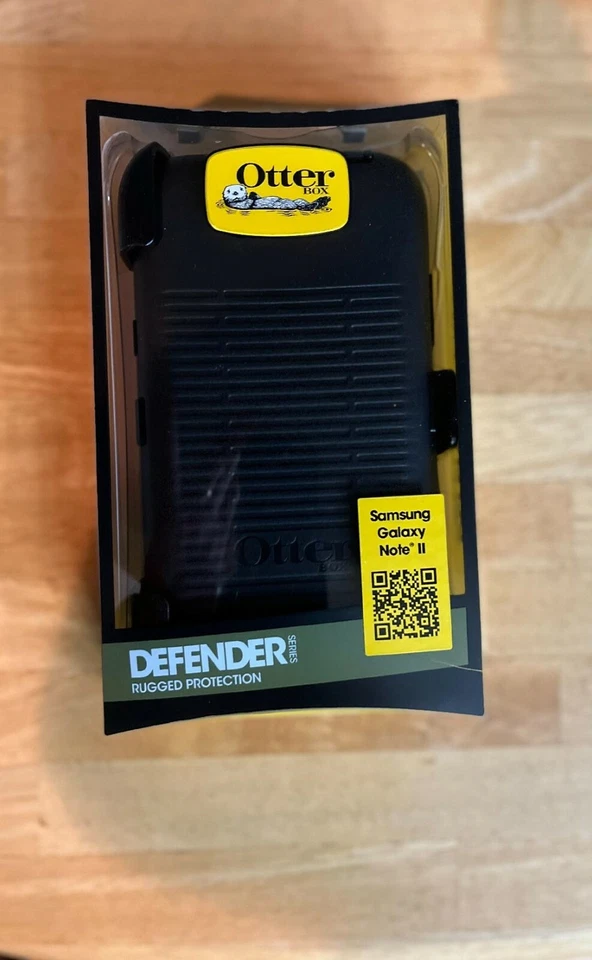 Otter
BOX
Otter
BOX
Samsung
Galaxy
Note® II
DEFENDER SERIES
RUGGED PROTECTION